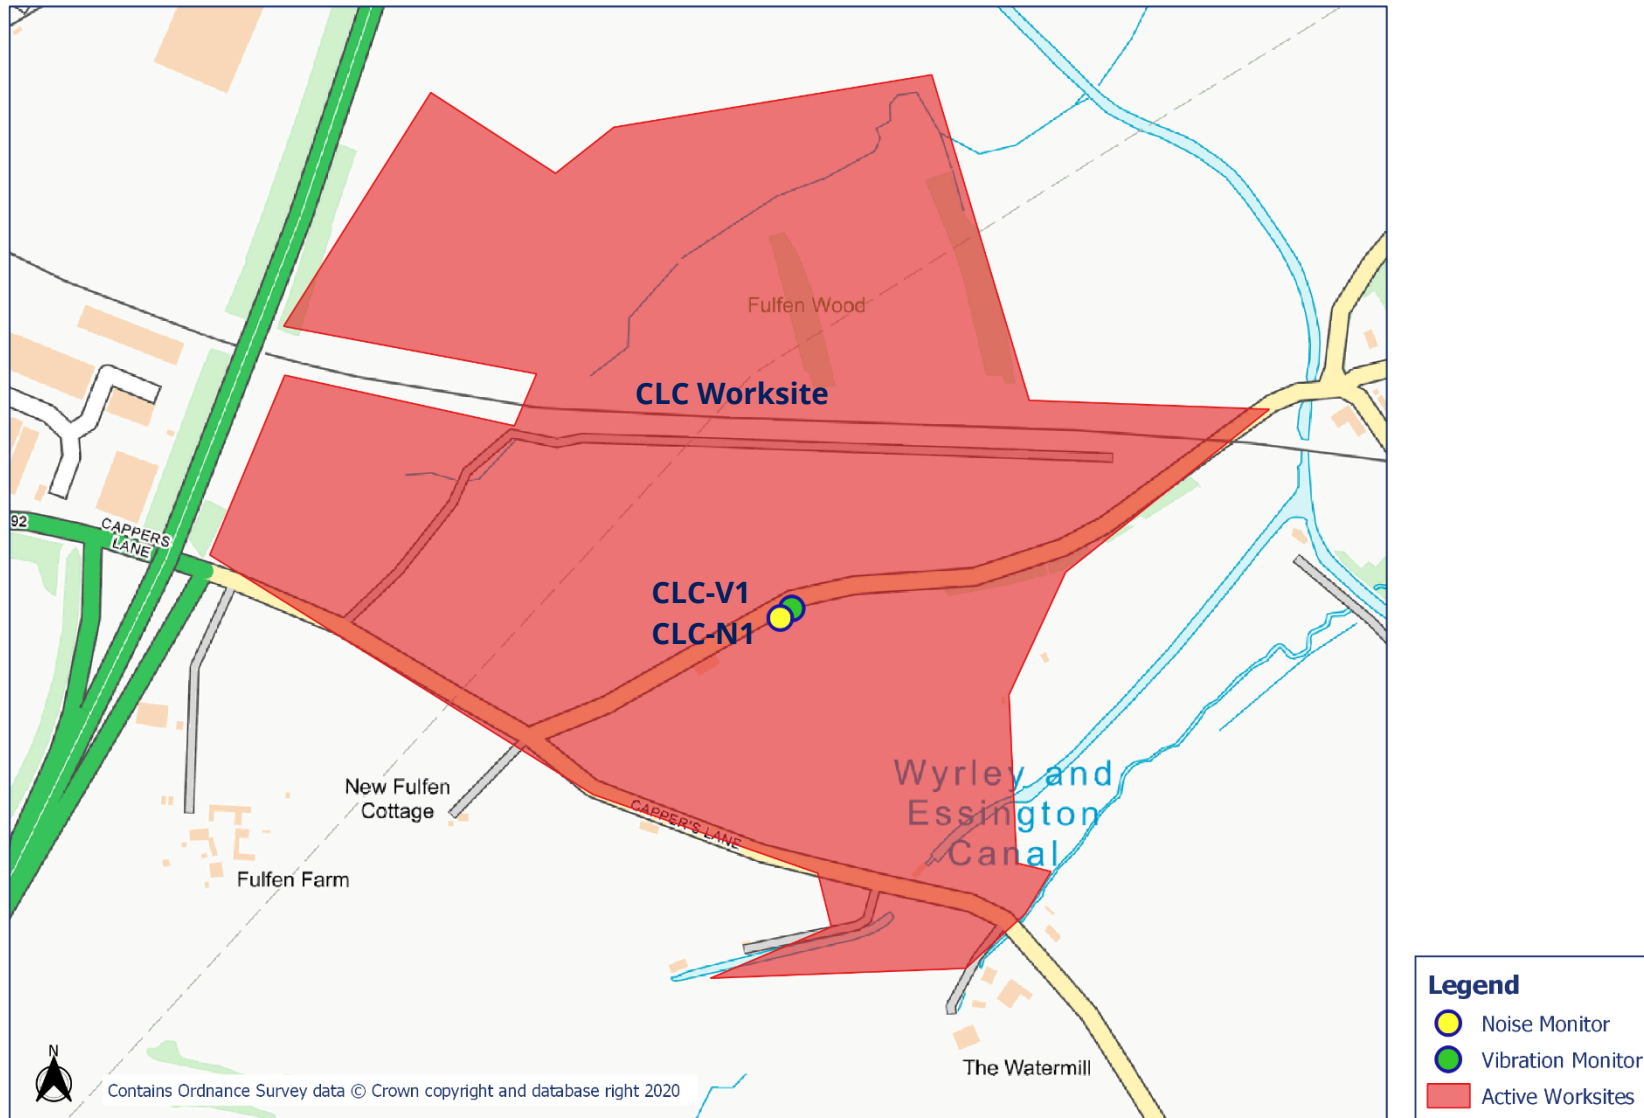 Fulfen Wood
CLC Worksite
92
CAPPERS
LANE
CLC-V1
CLC-N1
New Fulfen
Cottage
Wyrley and
Essington
Canal
CAPPER'S LANE
Fulfen Farm
The Watermill
N
Contains Ordnance Survey data © Crown copyright and database right 2020
Legend
Noise Monitor
Vibration Monitor
Active Worksites